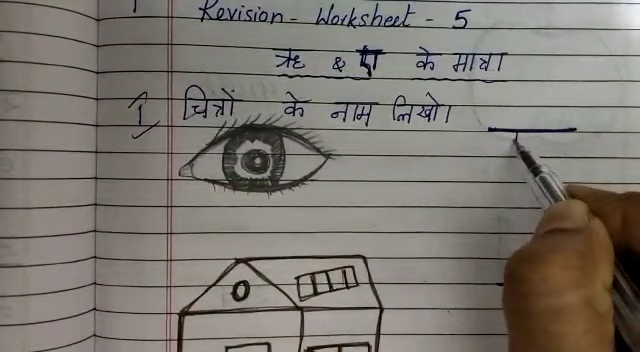 Revision - Worksheet - 5
ऋ & ए के मात्रा
1) चित्रों के नाम लिखो।